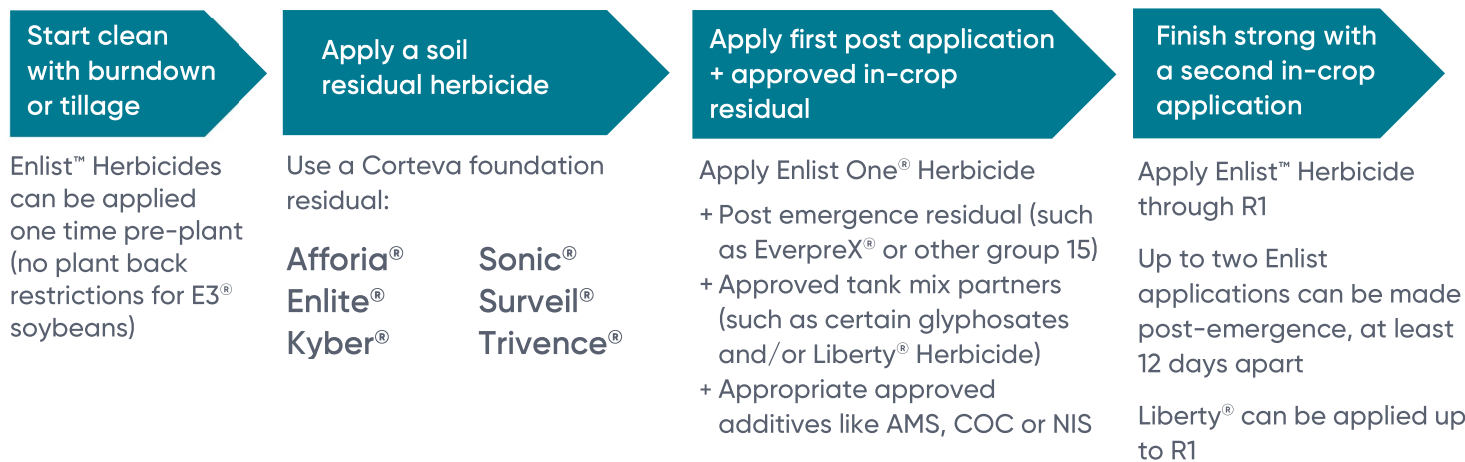 Start clean
with burndown
or tillage
Enlist™ Herbicides
can be applied
one time pre-plant
(no plant back
restrictions for E3®
soybeans)
Apply a soil
residual herbicide
Use a Corteva foundation
residual:
Afforia®
Enlite®
Kyber®
Sonic®
Surveil®
Trivence®
Apply first post application
+ approved in-crop
residual
Apply Enlist One® Herbicide
+ Post emergence residual (such
as EverpreX® or other group 15)
+ Approved tank mix partners
(such as certain glyphosates
and/or Liberty® Herbicide)
+ Appropriate approved
additives like AMS, COC or NIS
Finish strong with
a second in-crop
application
Apply Enlist™ Herbicide
through R1
Up to two Enlist
applications can be made
post-emergence, at least
12 days apart
Liberty® can be applied up
to R1